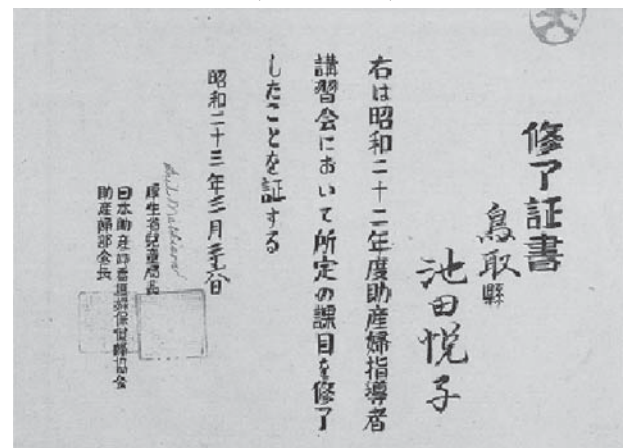 修了証書
鳥取縣
池田悦子
右は昭和二十二年度助産婦指導者
講習会において所定の課目を修了
したことを証する
昭和二十三年三月
厚生省児童局長
日本助産婦看護婦保健婦協会
助産婦部会長